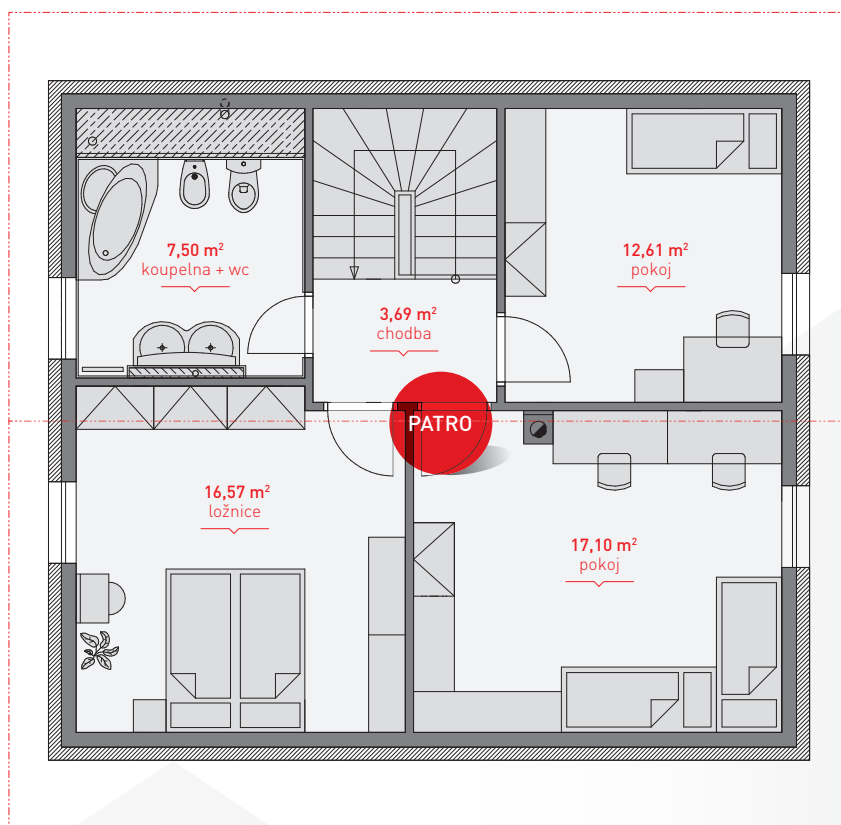 7,50 m²
koupelna + wc
12,61 m²
pokoj
3,69 m²
chodba
PATRO
16,57 m²
ložnice
17,10 m²
pokoj